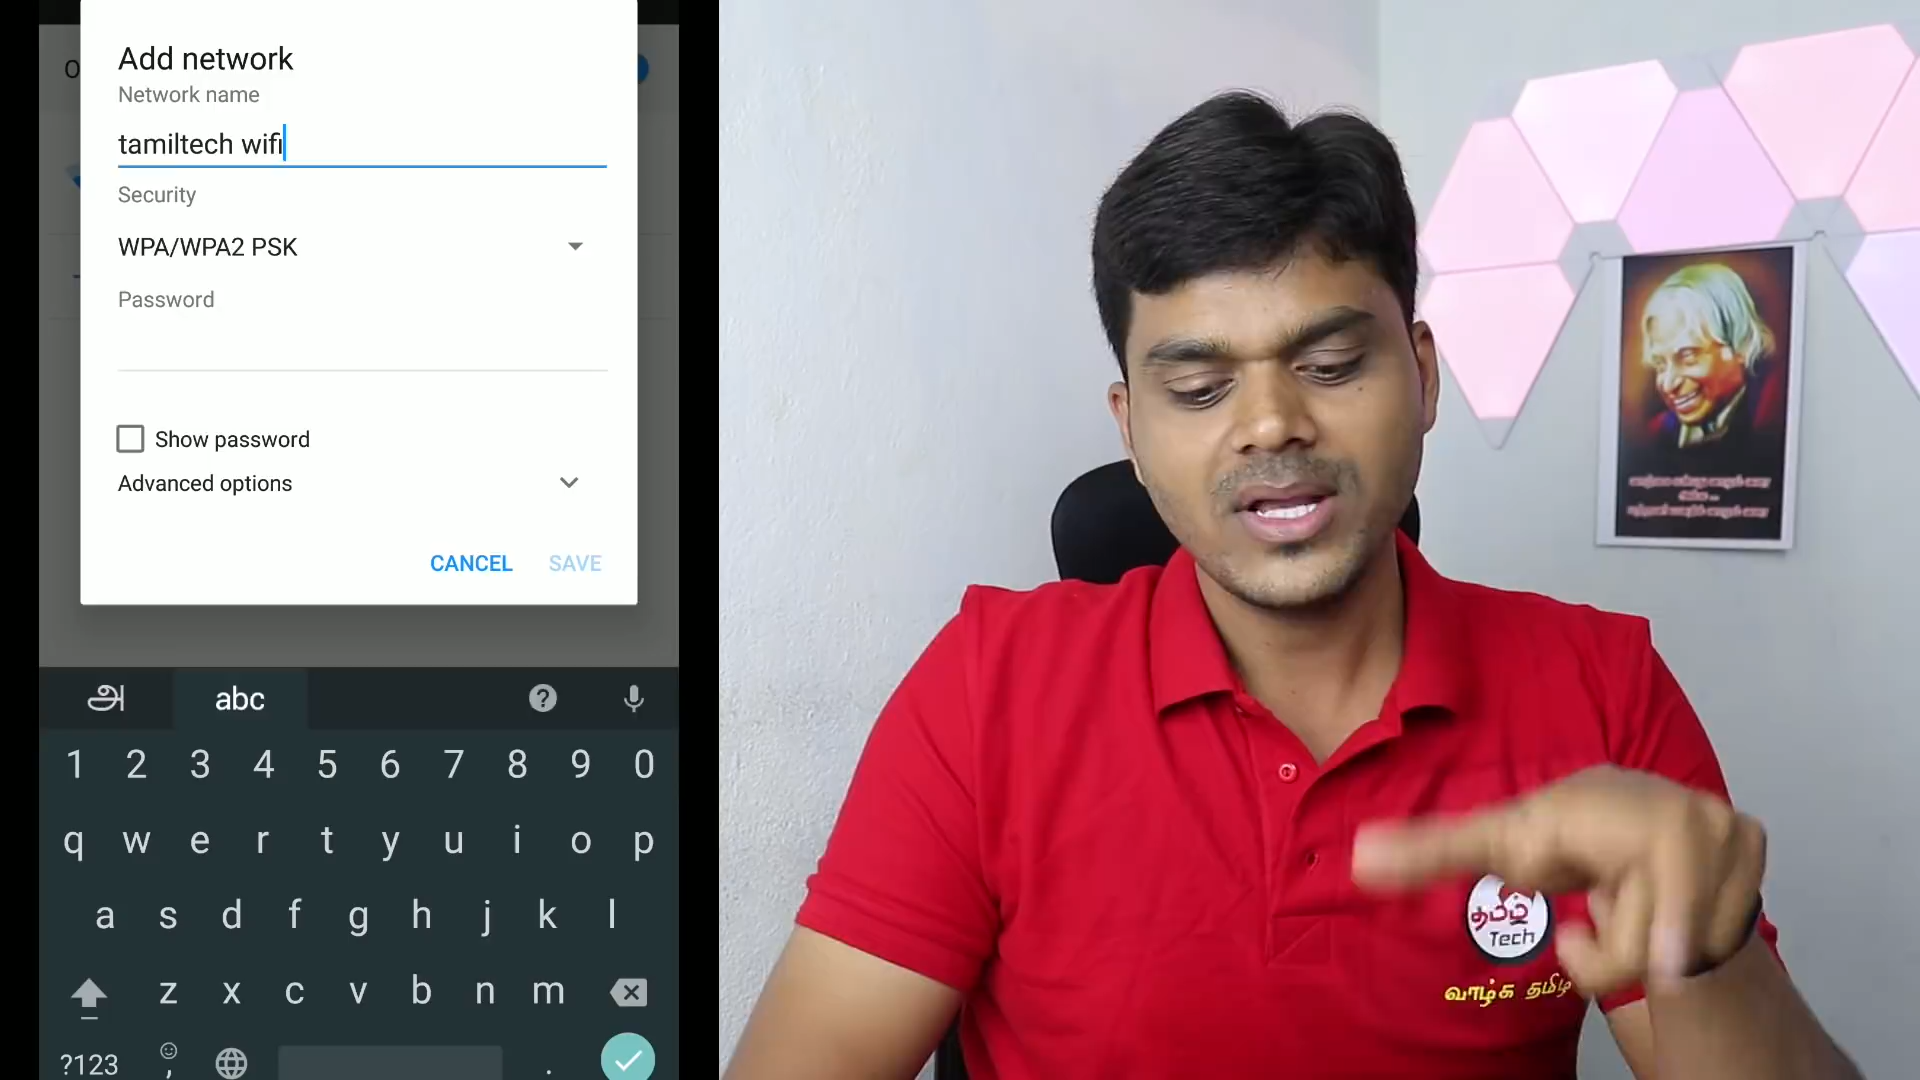 Add network
Network name
tamiltech wifi
Security
WPA/WPA2 PSK
Password
Show password
Advanced options
CANCEL SAVE
அ abc
1 2 3 4 5 6 7 8 9 0
q w e r t y u i o p
a s d f g h j k l
z x c v b n m
?123 , .
தமிழ்
Tech
வாழ்க தமிழ்